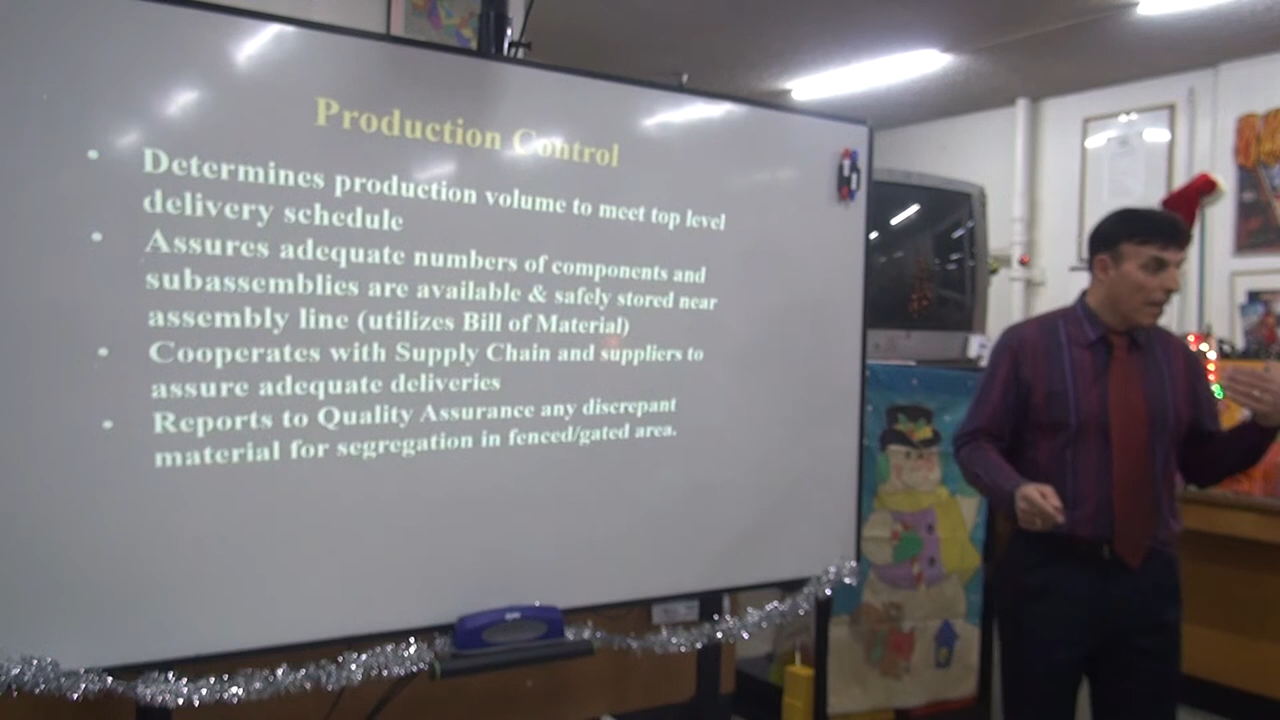 Production Control
• Determines production volume to meet top level
delivery schedule
• Assures adequate numbers of components and
subassemblies are available & safely stored near
assembly line (utilizes Bill of Material)
• Cooperates with Supply Chain and suppliers to
assure adequate deliveries
• Reports to Quality Assurance any discrepant
material for segregation in fenced/gated area.